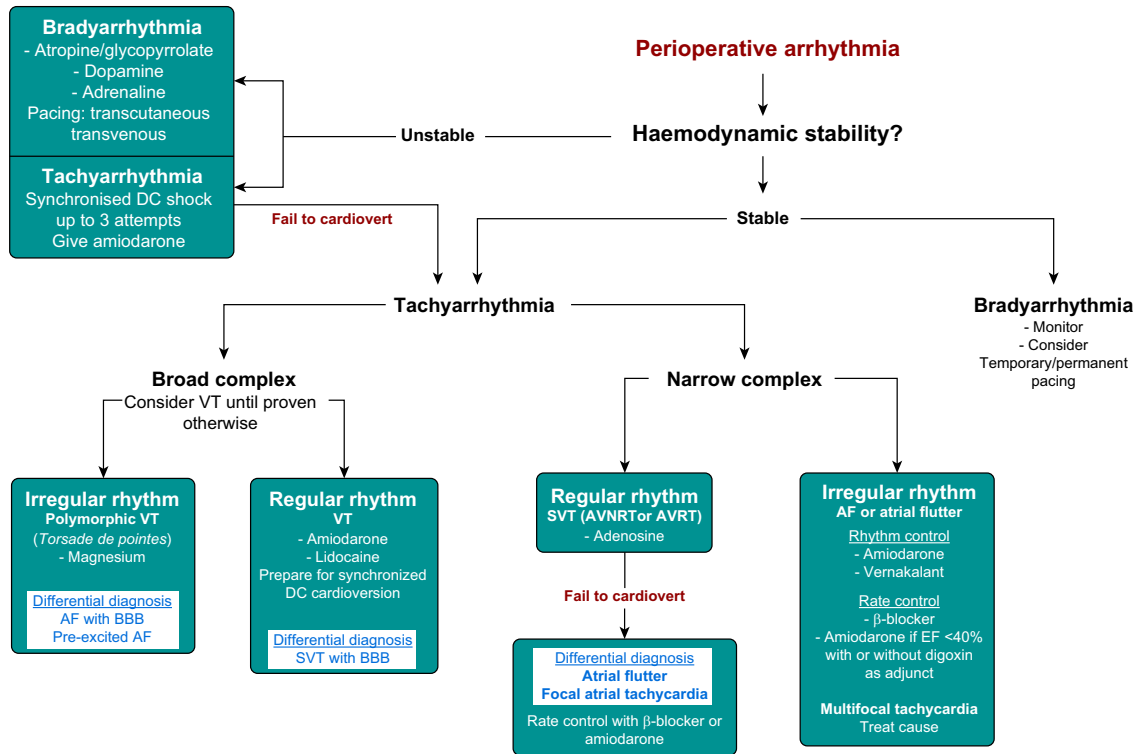 Perioperative arrhythmia
Haemodynamic stability?
Unstable
Bradyarrhythmia
- Atropine/glycopyrrolate
- Dopamine
- Adrenaline
Pacing: transcutaneous
transvenous
Tachyarrhythmia
Synchronised DC shock
up to 3 attempts
Give amiodarone
Fail to cardiovert
Stable
Tachyarrhythmia
Bradyarrhythmia
- Monitor
- Consider
Temporary/permanent
pacing
Broad complex
Consider VT until proven
otherwise
Narrow complex
Irregular rhythm
Polymorphic VT
(Torsade de pointes)
- Magnesium
Differential diagnosis
AF with BBB
Pre-excited AF
Regular rhythm
VT
- Amiodarone
- Lidocaine
Prepare for synchronized
DC cardioversion
Differential diagnosis
SVT with BBB
Regular rhythm
SVT (AVNRTor AVRT)
- Adenosine
Fail to cardiovert
Differential diagnosis
Atrial flutter
Focal atrial tachycardia
Rate control with β-blocker or
amiodarone
Irregular rhythm
AF or atrial flutter
Rhythm control
- Amiodarone
- Vernakalant
Rate control
- β-blocker
- Amiodarone if EF <40%
with or without digoxin
as adjunct
Multifocal tachycardia
Treat cause